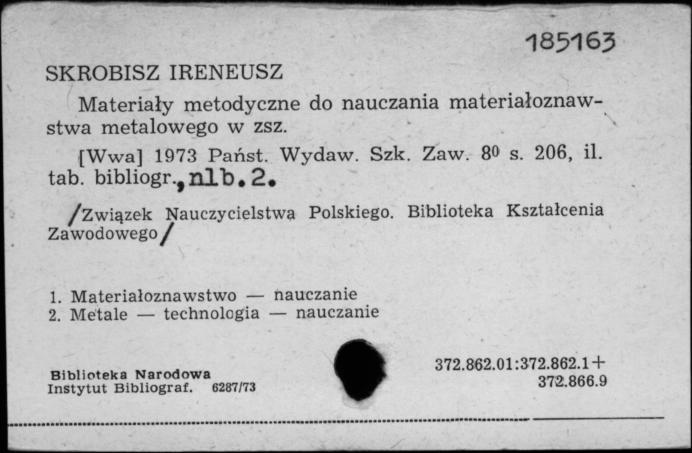 185163
SKROBISZ IRENEUSZ
Materiały metodyczne do nauczania materiałoznaw-
stwa metalowego w zsz.
[Wwa] 1973 Państ. Wydaw. Szk. Zaw. 8⁰ s. 206, il.
tab. bibliogr., nlb. 2.
/Związek Nauczycielstwa Polskiego. Biblioteka Kształcenia
Zawodowego/
1. Materiałoznawstwo — nauczanie
2. Metale — technologia — nauczanie
372.862.01:372.862.1+
372.866.9
Biblioteka Narodowa
Instytut Bibliograf. 6287/73